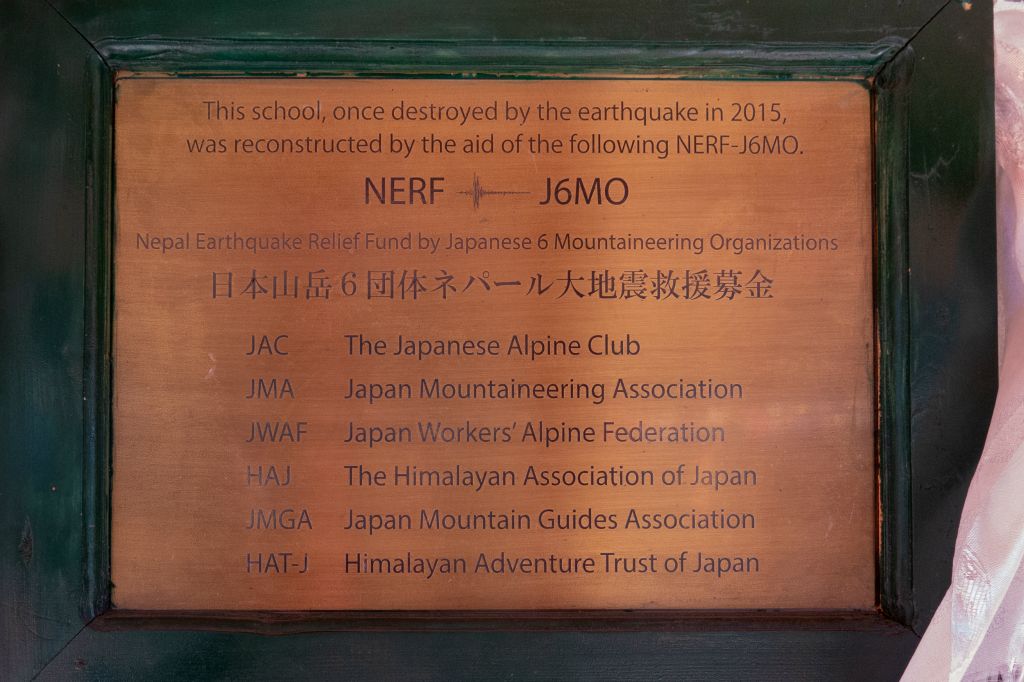 This school, once destroyed by the earthquake in 2015,
was reconstructed by the aid of the following NERF-J6MO.
NERF J6MO
Nepal Earthquake Relief Fund by Japanese 6 Mountaineering Organizations
日本山岳６団体ネパール大地震救援募金
JAC The Japanese Alpine Club
JMA Japan Mountaineering Association
JWAF Japan Workers' Alpine Federation
HAJ The Himalayan Association of Japan
JMGA Japan Mountain Guides Association
HAT-J Himalayan Adventure Trust of Japan